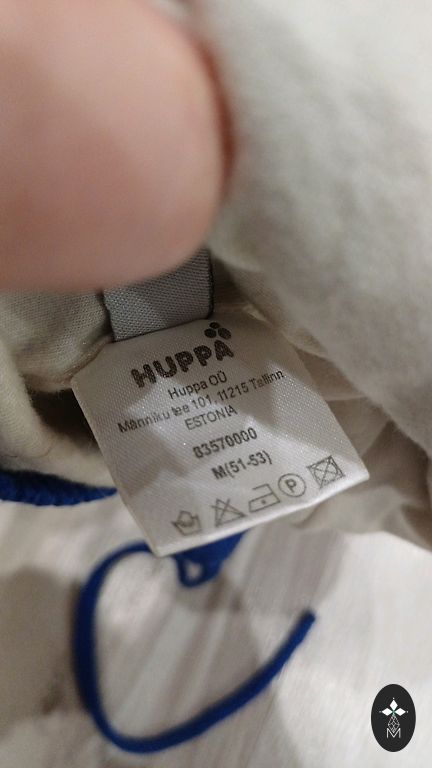 HUPPA
Huppa OÜ
Männiku tee 101, 11215 Tallinn
ESTONIA
83570000
M(51-53)
P
M